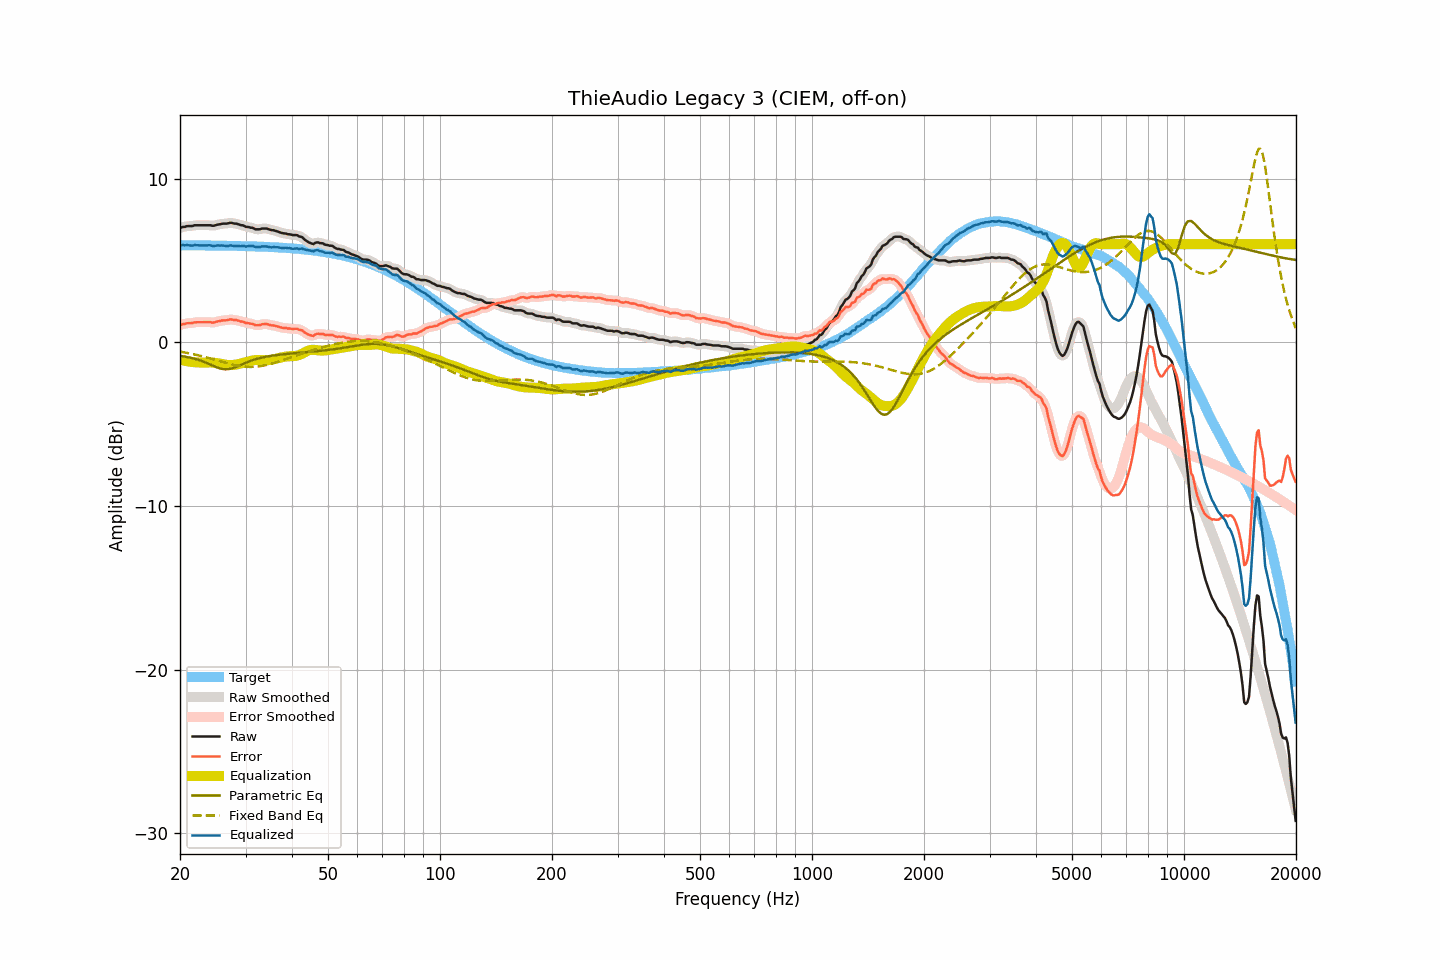 ThieAudio Legacy 3 (CIEM, off-on)
Amplitude (dBr)
10
0
−10
−20
−30
Target
Raw Smoothed
Error Smoothed
Raw
Error
Equalization
Parametric Eq
Fixed Band Eq
Equalized
20 50 100 200 500 1000 2000 5000 10000 20000
Frequency (Hz)